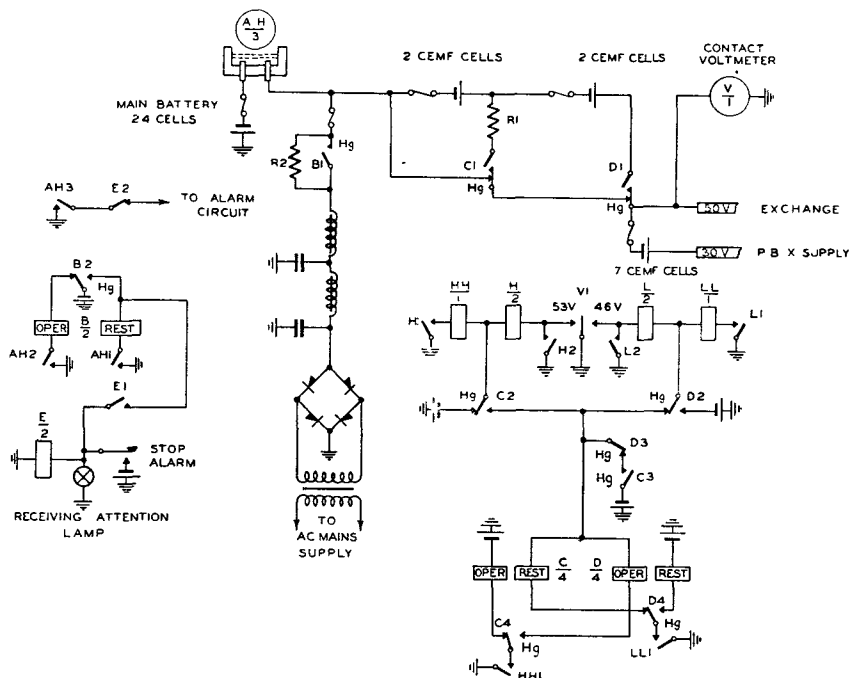 A H
3
2 CEMF CELLS
2 CEMF CELLS
CONTACT
VOLTMETER
V
1
MAIN BATTERY
24 CELLS
Hg
R2
B1
R1
C1
Hg
D1
Hg
50V EXCHANGE
30V P B X SUPPLY
7 CEMF CELLS
AH3
E2
TO ALARM
CIRCUIT
B2
Hg
OPER
B
2
REST
AH2
AH1
E1
E
2
STOP
ALARM
RECEIVING ATTENTION
LAMP
TO
AC MAINS
SUPPLY
HH
1
H
2
V1
53V
46V
L
2
LL
1
H1
H2
L2
L1
Hg
C2
Hg
D2
D3
Hg
Hg
C3
OPER
REST
C
4
D
4
OPER
REST
C4
Hg
D4
Hg
LL1
HH1